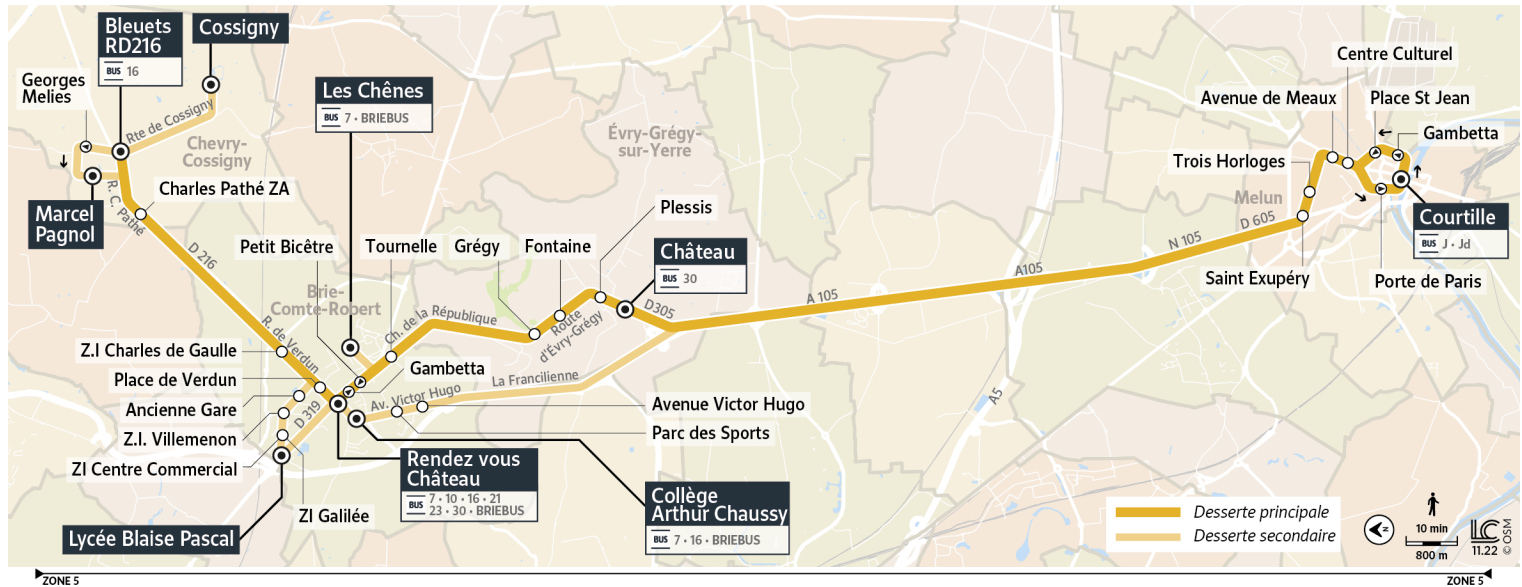 Bleuets
RD216
BUS 16
Cossigny
Georges
Melies
Rte de Cossigny
Chevry-
Cossigny
Les Chênes
BUS 7 • BRIEBUS
Évry-Grégy-
sur-Yerre
Centre Culturel
Avenue de Meaux
Place St Jean
Gambetta
Trois Horloges
Marcel
Pagnol
R. C. Pathé
Charles Pathé ZA
Melun
D 605
N 105
Courtille
BUS J • Jd
Saint Exupéry
Porte de Paris
D 216
Petit Bicêtre
Tournelle
Grégy
Fontaine
Plessis
Château
BUS 30
A105
A 105
D305
Brie-
Comte-Robert
Ch. de la République
Route
d'Évry-Grégy
R. de Verdun
Z.I Charles de Gaulle
Place de Verdun
Ancienne Gare
Z.I. Villemenon
ZI Centre Commercial
D 319
Gambetta
Av. Victor Hugo
La Francilienne
A5
Avenue Victor Hugo
Parc des Sports
Rendez vous
Château
BUS 7 • 10 • 16 • 21
23 • 30 • BRIEBUS
Collège
Arthur Chaussy
BUS 7 • 16 • BRIEBUS
ZI Galilée
Lycée Blaise Pascal
Desserte principale
Desserte secondaire
N
10 min
800 m
LC
11.22
© OSM
ZONE 5
ZONE 5